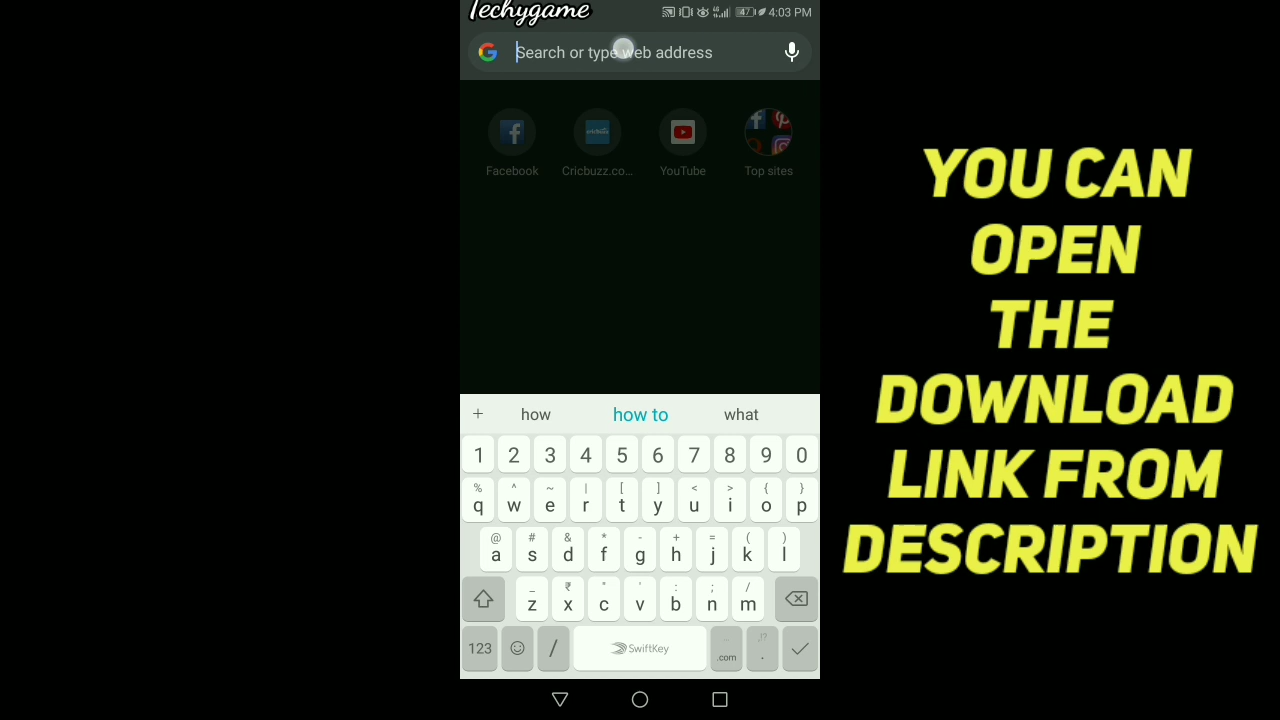 Techygame
4G 47 4:03 PM
Search or type web address
Facebook Cricbuzz.co... YouTube Top sites
YOU CAN
OPEN
THE
DOWNLOAD
LINK FROM
DESCRIPTION
+ how how to what
1 2 3 4 5 6 7 8 9 0
% ^ ~ | [ ] < > { }
q w e r t y u i o p
@ # & * - + = ( )
a s d f g h j k l
_ ₹ " ' : ; /
z x c v b n m
123 / SwiftKey .com ,!? .